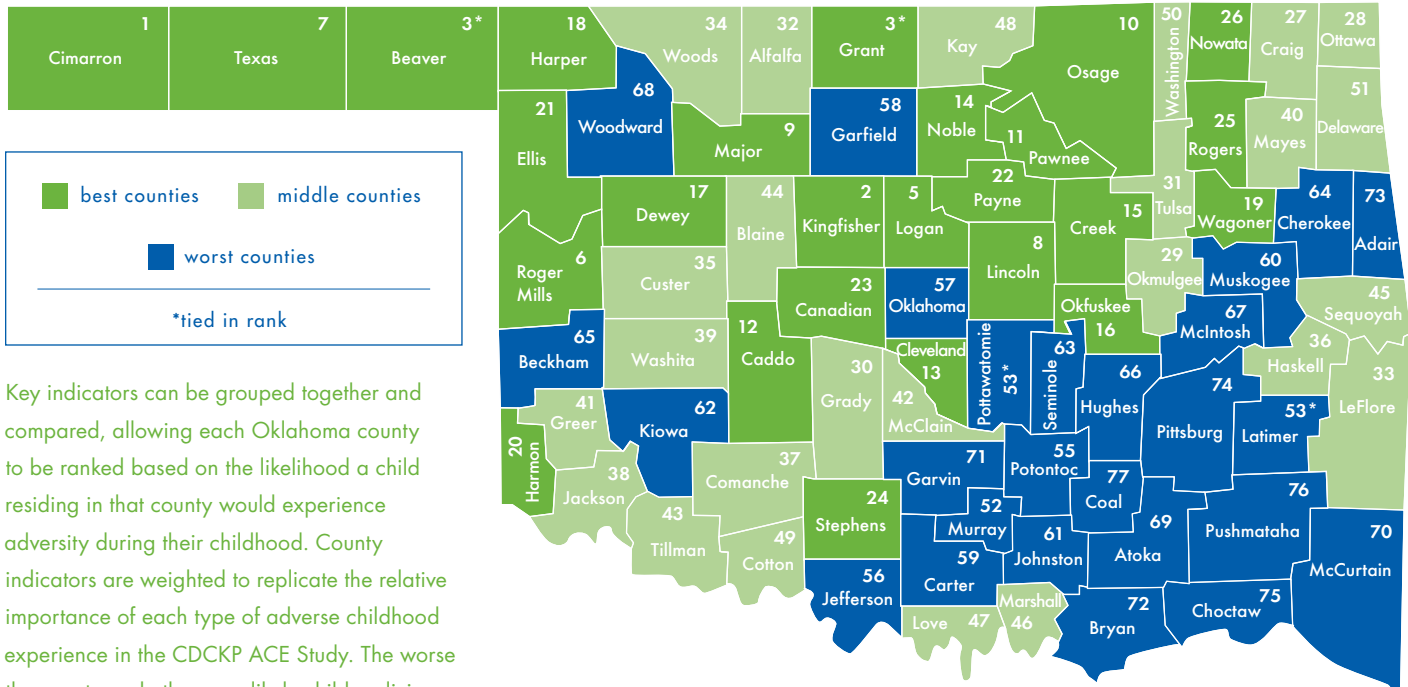 1
Cimarron
7
Texas
3*
Beaver
18
Harper
34
Woods
32
Alfalfa
3*
Grant
48
Kay
10
Osage
50
Washington
26
Nowata
27
Craig
28
Ottawa
21
Ellis
68
Woodward
9
Major
58
Garfield
14
Noble
11
Pawnee
25
Rogers
40
Mayes
51
Delaware
17
Dewey
44
Blaine
2
Kingfisher
5
Logan
22
Payne
15
Creek
31
Tulsa
19
Wagoner
64
Cherokee
73
Adair
6
Roger
Mills
35
Custer
23
Canadian
57
Oklahoma
8
Lincoln
Okfuskee
16
29
Okmulgee
60
Muskogee
45
Sequoyah
65
Beckham
39
Washita
12
Caddo
30
Grady
Cleveland
13
42
McClain
Pottawatomie
53*
Seminole
63
66
Hughes
67
McIntosh
36
Haskell
33
LeFlore
20
Harmon
41
Greer
62
Kiowa
38
Jackson
37
Comanche
43
Tillman
49
Cotton
24
Stephens
71
Garvin
55
Potontoc
77
Coal
74
Pittsburg
53*
Latimer
52
Murray
61
Johnston
69
Atoka
76
Pushmataha
70
McCurtain
56
Jefferson
59
Carter
Love 47
Marshall
46
72
Bryan
75
Choctaw
best counties
middle counties
worst counties
*tied in rank
Key indicators can be grouped together and
compared, allowing each Oklahoma county
to be ranked based on the likelihood a child
residing in that county would experience
adversity during their childhood. County
indicators are weighted to replicate the relative
importance of each type of adverse childhood
experience in the CDCKP ACE Study. The worse